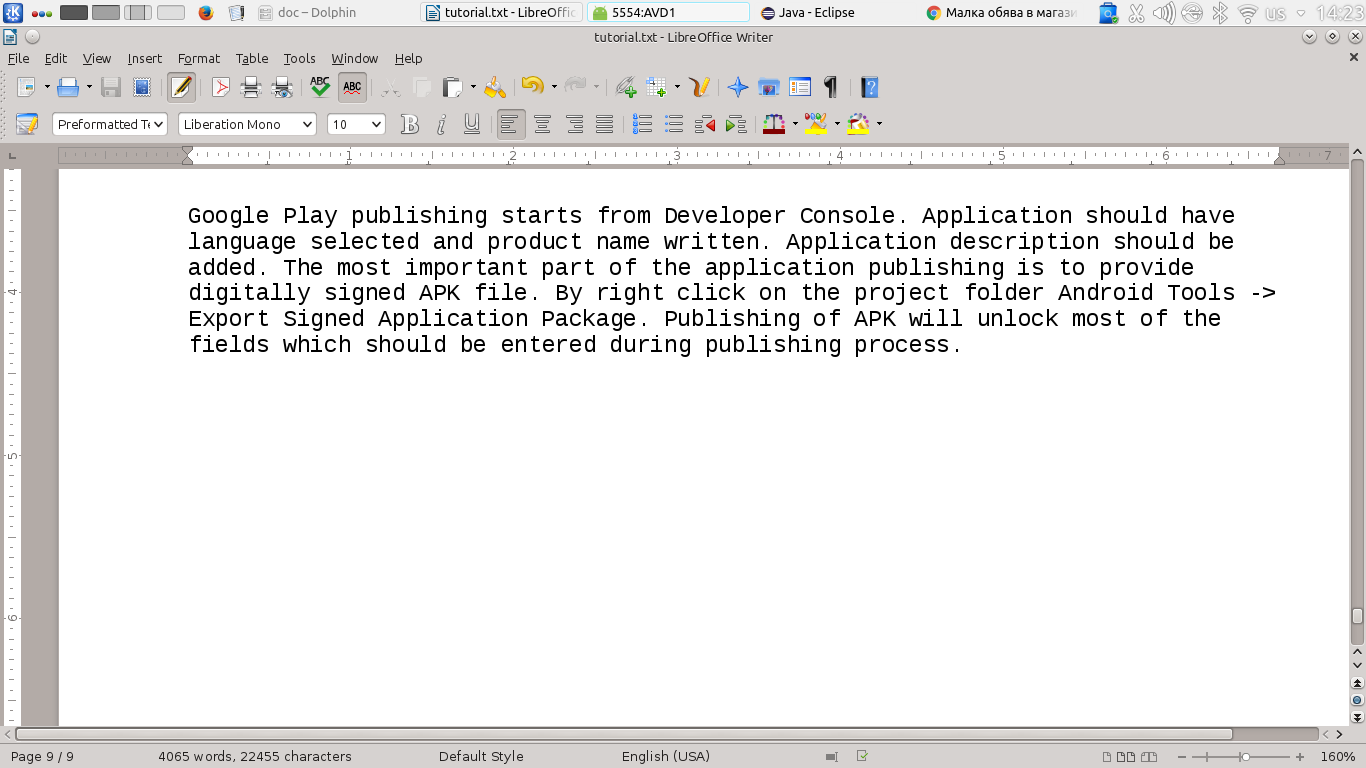 doc – Dolphin
tutorial.txt - LibreOffic
5554:AVD1
Java - Eclipse
Малка обява в магази
us
14:23
tutorial.txt - LibreOffice Writer
File Edit View Insert Format Table Tools Window Help
ABC
ABC
Preformatted Te
Liberation Mono
10
B i U
1 2 3 4 5 6 7
Google Play publishing starts from Developer Console. Application should have
language selected and product name written. Application description should be
added. The most important part of the application publishing is to provide
digitally signed APK file. By right click on the project folder Android Tools ->
Export Signed Application Package. Publishing of APK will unlock most of the
fields which should be entered during publishing process.
4
5
6
Page 9 / 9
4065 words, 22455 characters
Default Style
English (USA)
160%